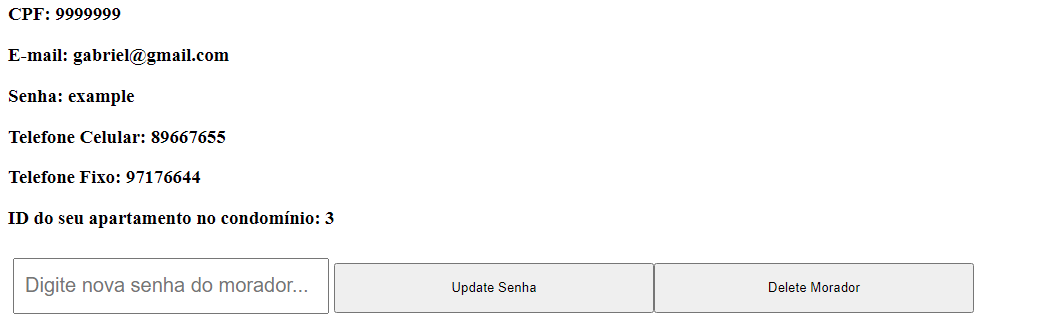 CPF: 9999999
E-mail: gabriel@gmail.com
Senha: example
Telefone Celular: 89667655
Telefone Fixo: 97176644
ID do seu apartamento no condomínio: 3
Digite nova senha do morador... Update Senha Delete Morador